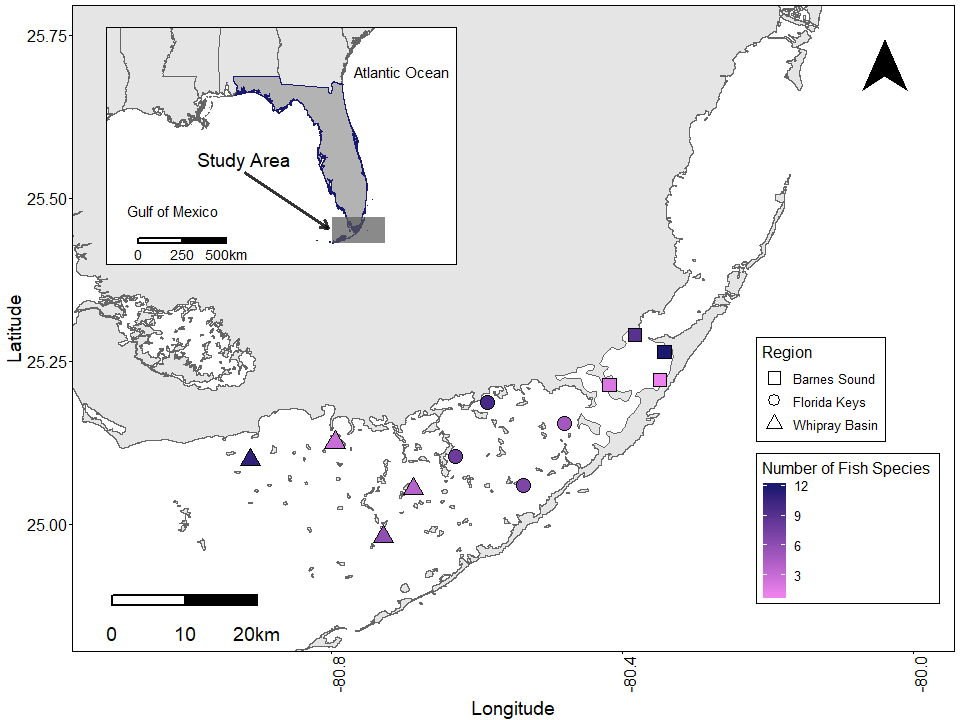 25.75
25.50
25.25
25.00
Latitude
Atlantic Ocean
Study Area
Gulf of Mexico
0 250 500km
Region
Barnes Sound
Florida Keys
Whipray Basin
Number of Fish Species
12
9
6
3
0 10 20km
-80.8
-80.4
-80.0
Longitude